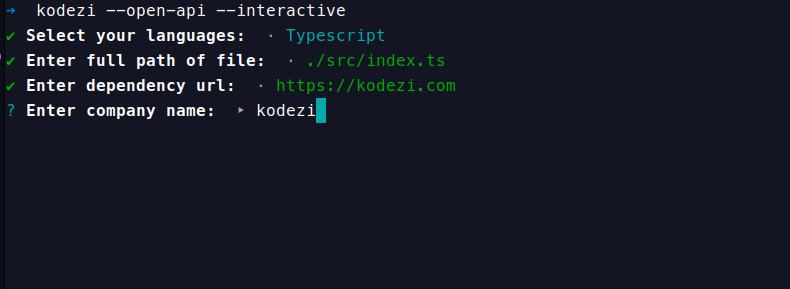 → kodezi --open-api --interactive
✔ Select your languages: · Typescript
✔ Enter full path of file: · ./src/index.ts
✔ Enter dependency url: · https://kodezi.com
? Enter company name: ‣ kodezi